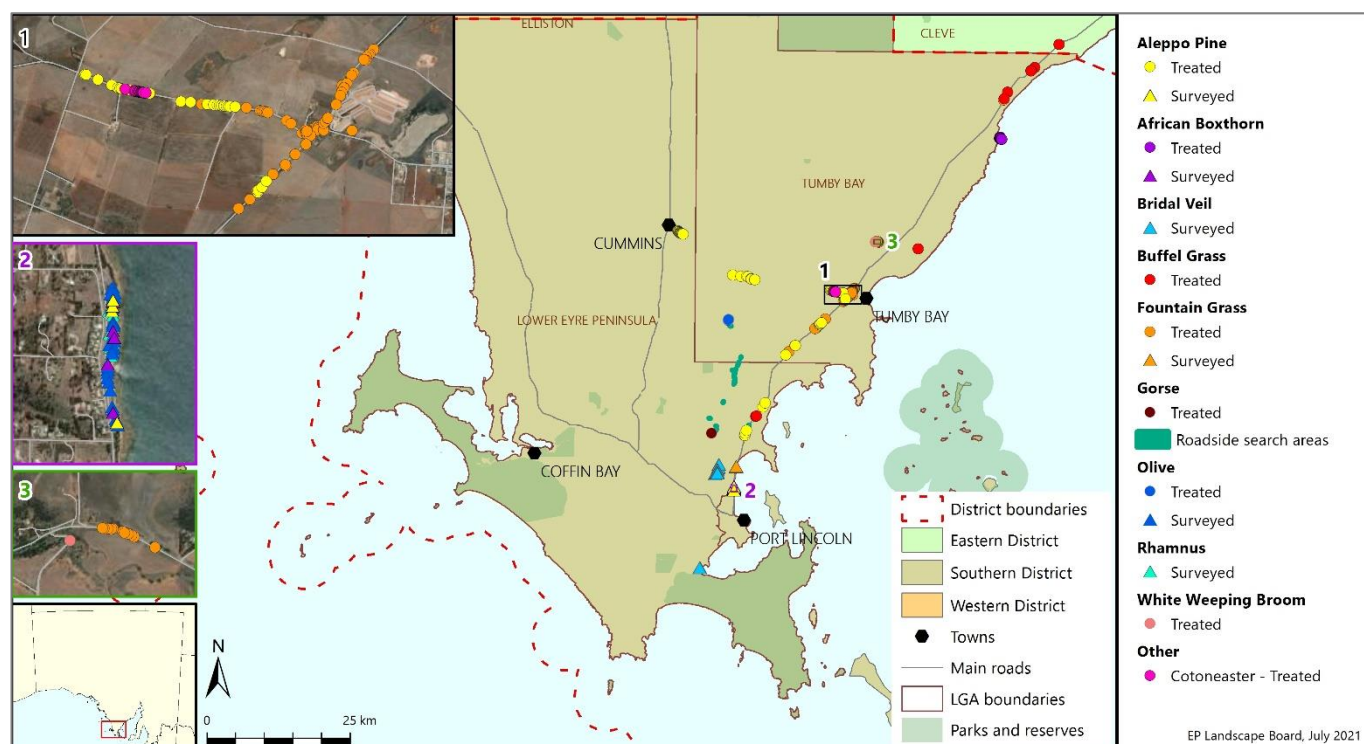 1
2
3
N
0
25 km
ELLISTON
CLEVE
TUMBY BAY
CUMMINS
3
1
TUMBY BAY
LOWER EYRE PENINSULA
COFFIN BAY
2
PORT LINCOLN
District boundaries
Eastern District
Southern District
Western District
Towns
Main roads
LGA boundaries
Parks and reserves
Aleppo Pine
Treated
Surveyed
African Boxthorn
Treated
Surveyed
Bridal Veil
Surveyed
Buffel Grass
Treated
Fountain Grass
Treated
Surveyed
Gorse
Treated
Roadside search areas
Olive
Treated
Surveyed
Rhamnus
Surveyed
White Weeping Broom
Treated
Other
Cotoneaster - Treated
EP Landscape Board, July 2021